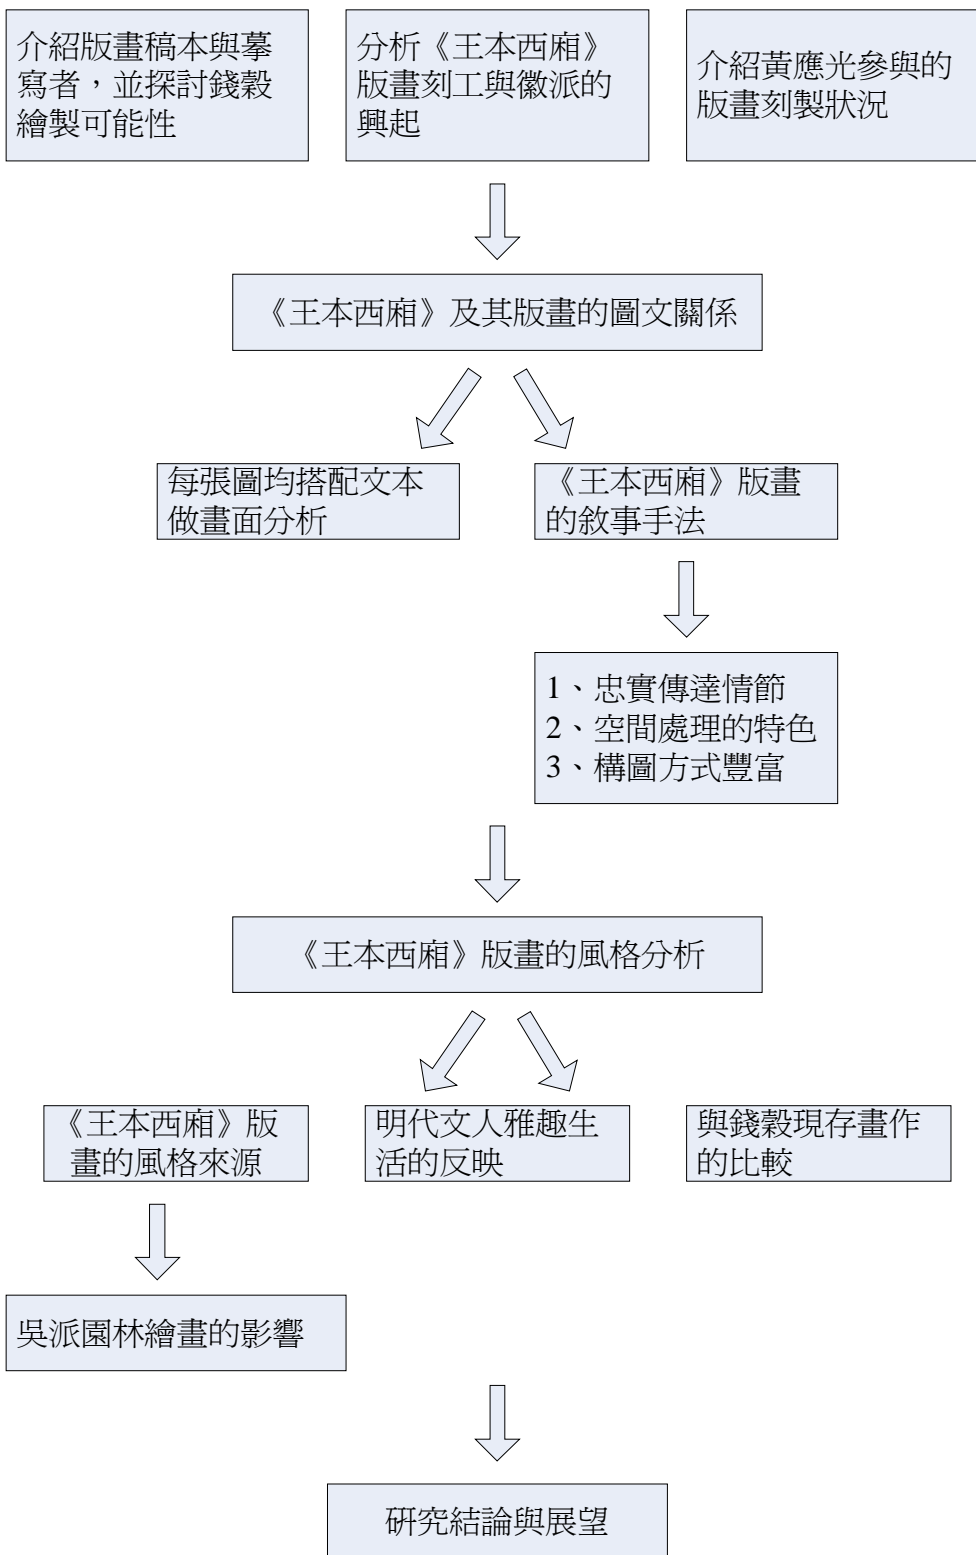 介紹版畫稿本與摹
寫者，並探討錢穀
繪製可能性
分析《王本西廂》
版畫刻工與徽派的
興起
介紹黃應光參與的
版畫刻製狀況
《王本西廂》及其版畫的圖文關係
每張圖均搭配文本
做畫面分析
《王本西廂》版畫
的敘事手法
1、忠實傳達情節
2、空間處理的特色
3、構圖方式豐富
《王本西廂》版畫的風格分析
《王本西廂》版
畫的風格來源
明代文人雅趣生
活的反映
與錢穀現存畫作
的比較
吳派園林繪畫的影響
研究結論與展望